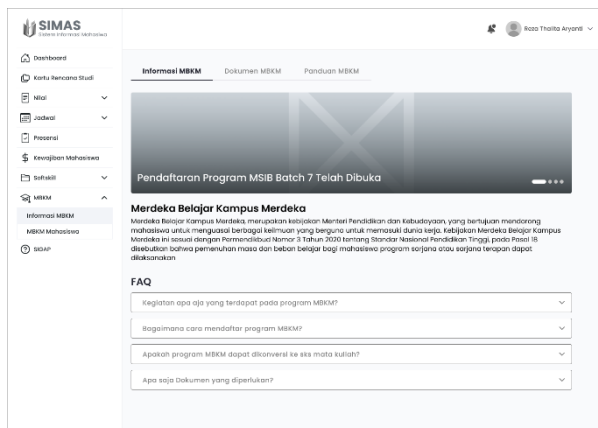 SIMAS
Sistem Informasi Mahasiswa
Reza Thalita Aryanti
Dashboard
Kartu Rencana Studi
Nilai
Jadwal
Presensi
Kewajiban Mahasiswa
Softskill
MBKM
Informasi MBKM
MBKM Mahasiswa
SIGAP
Informasi MBKM
Dokumen MBKM
Panduan MBKM
Pendaftaran Program MSIB Batch 7 Telah Dibuka
Merdeka Belajar Kampus Merdeka
Merdeka Belajar Kampus Merdeka, merupakan kebijakan Menteri Pendidikan dan Kebudayaan, yang bertujuan mendorong
mahasiswa untuk menguasai berbagai keilmuan yang berguna untuk memasuki dunia kerja. Kebijakan Merdeka Belajar Kampus
Merdeka ini sesuai dengan Permendikbud Nomor 3 Tahun 2020 tentang Standar Nasional Pendidikan Tinggi, pada Pasal 18
disebutkan bahwa pemenuhan masa dan beban belajar bagi mahasiswa program sarjana atau sarjana terapan dapat
dilaksanakan
FAQ
Kegiatan apa aja yang terdapat pada program MBKM?
Bagaimana cara mendaftar program MBKM?
Apakah program MBKM dapat dikonversi ke sks mata kuliah?
Apa saja Dokumen yang diperlukan?